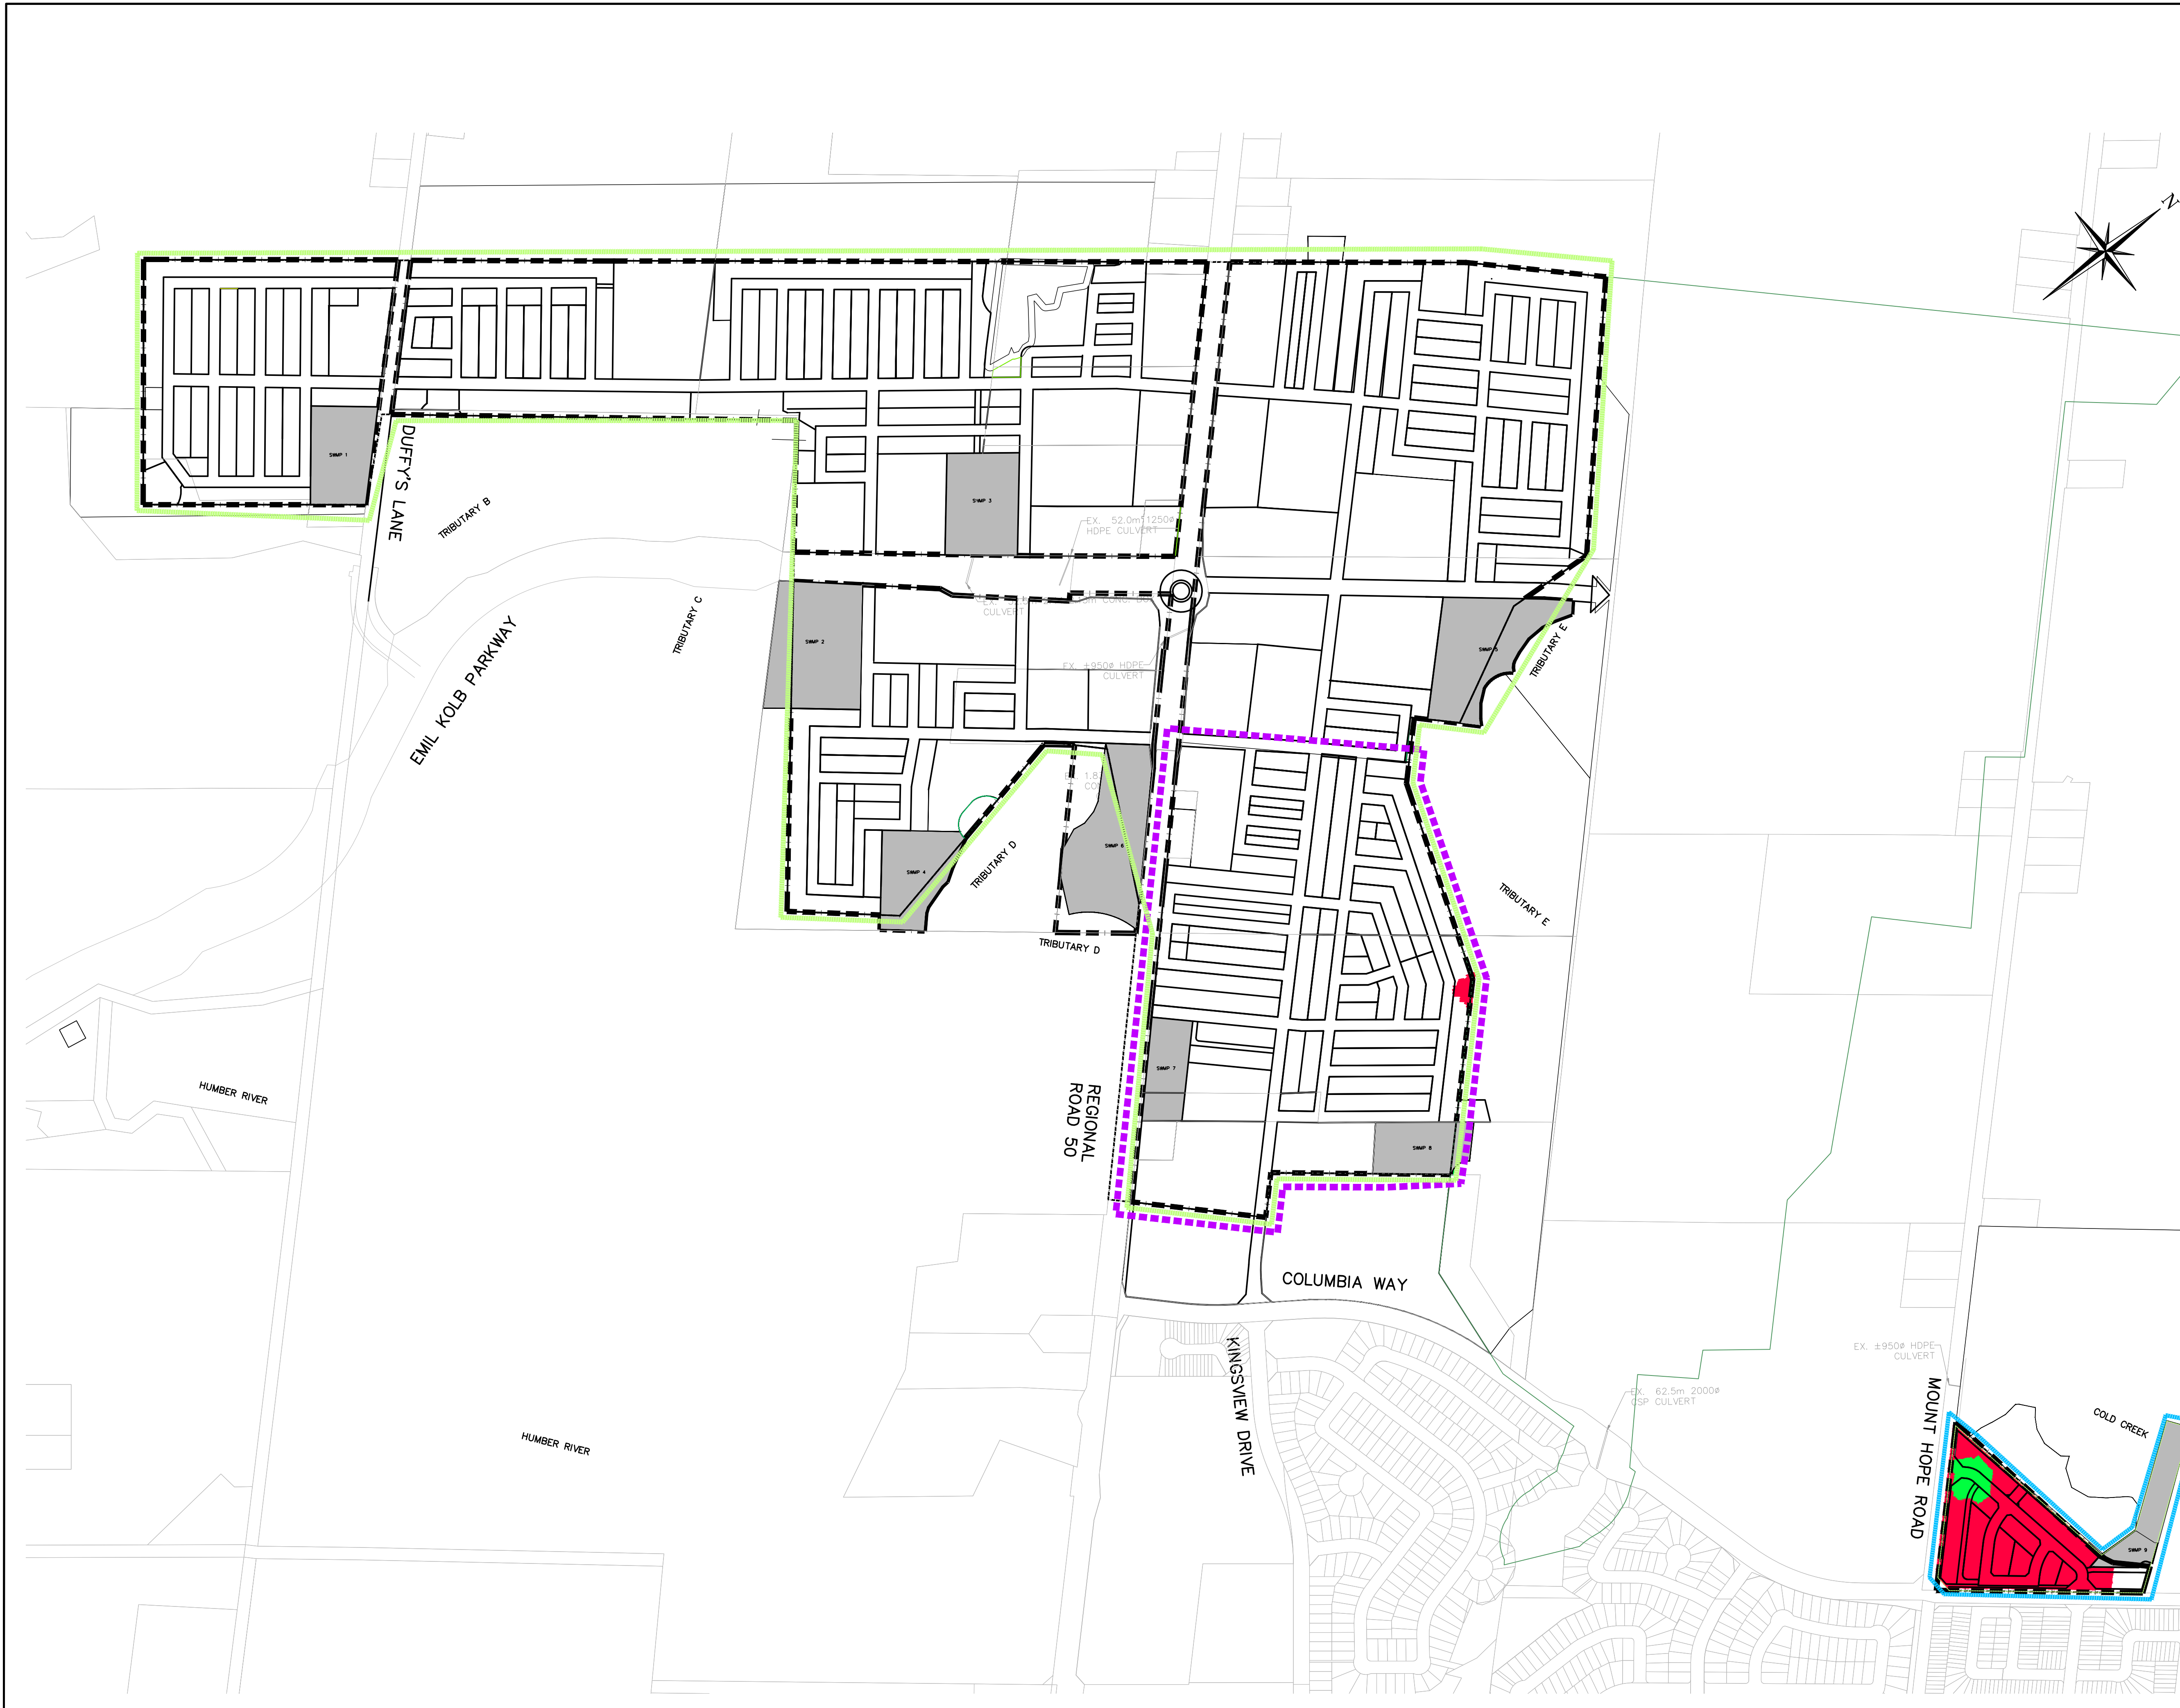 N
SWMP 1
DUFFY'S LANE
TRIBUTARY B
SWMP 3
EX. 52.0m 1250ø
HDPE CULVERT
CULVERT
SWMP 2
TRIBUTARY C
EMIL KOLB PARKWAY
EX. ±950ø HDPE
CULVERT
SWMP 5
TRIBUTARY E
SWMP 6
SWMP 4
TRIBUTARY D
TRIBUTARY D
TRIBUTARY E
HUMBER RIVER
REGIONAL
ROAD 50
SWMP 7
SWMP 8
COLUMBIA WAY
KINGSVIEW DRIVE
EX. ±950ø HDPE
CULVERT
EX. 62.5m 2000ø
CSP CULVERT
MOUNT HOPE ROAD
COLD CREEK
HUMBER RIVER
SWMP 9